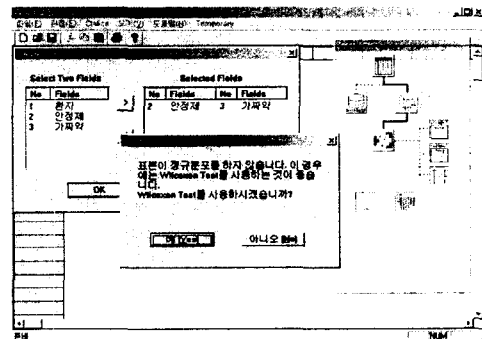 Temporary
Select Two Fields
Selected Fields
No Fields
No Fields No Fields
1 환자
2 안정제 3 가짜약
2 안정제
3 가짜약
>
표본이 정규분포를 하지 않습니다. 이 경우
에는 Wilcoxon Test를 사용하는 것이 좋습
니다.
Wilcoxon Test를 사용하시겠습니까?
OK
예(Yes)
아니오(No)
NUM